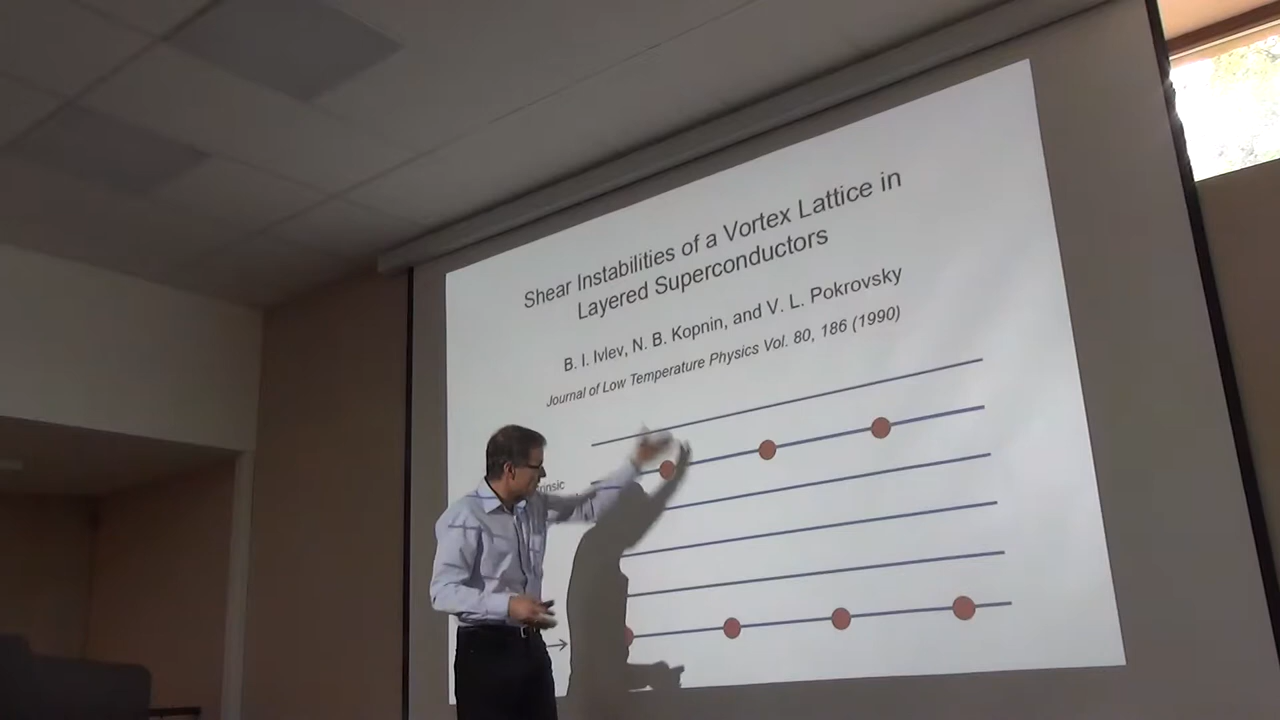 Shear Instabilities of a Vortex Lattice in
Layered Superconductors
B. I. Ivlev, N. B. Kopnin, and V. L. Pokrovsky
Journal of Low Temperature Physics Vol. 80, 186 (1990)